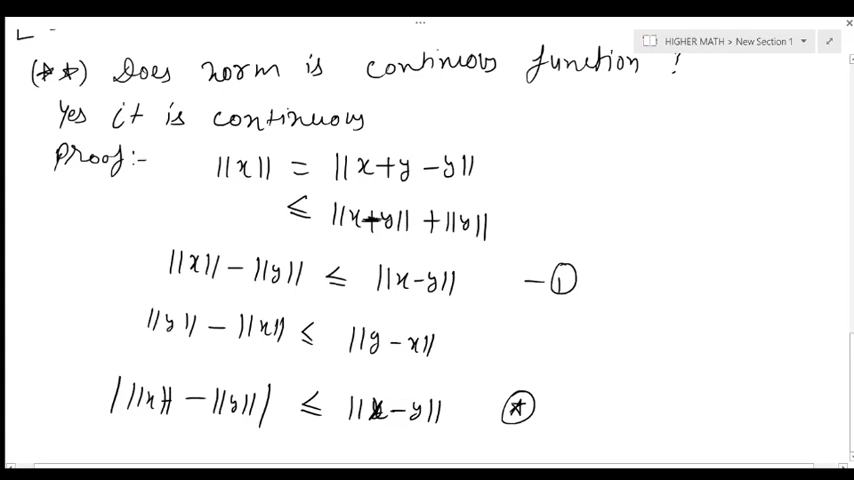 HIGHER MATH > New Section 1
(**) Does norm is continuous function !
Yes it is continuous
Proof:- ||x|| = ||x+y-y||
≤ ||x-y|| + ||y||
||x|| - ||y|| ≤ ||x-y|| - ①
||y|| - ||x|| ≤ ||y-x||
| ||x|| - ||y|| | ≤ ||x-y|| ⊛